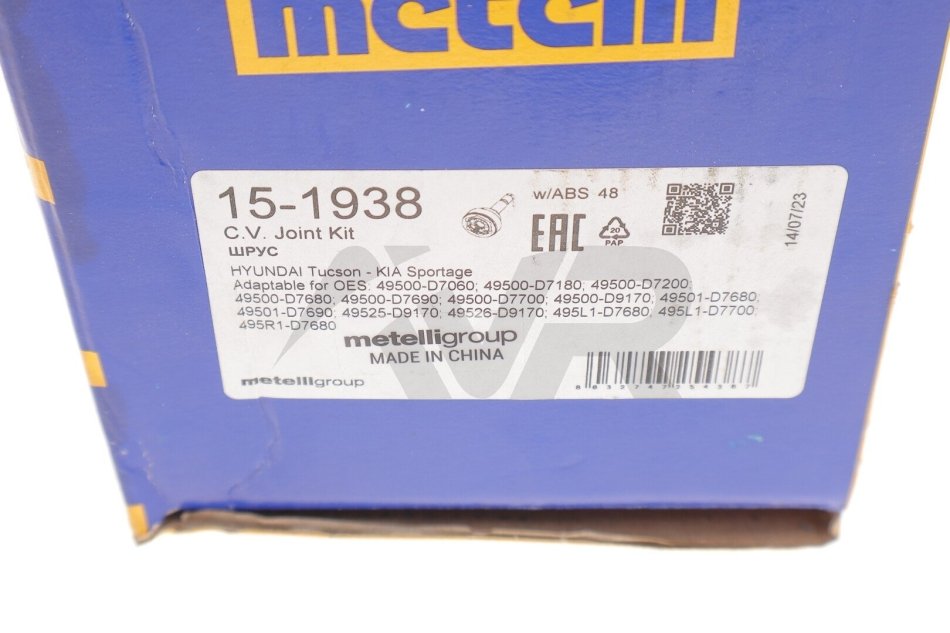 metelli
15-1938
C.V. Joint Kit
ШРУС
w/ABS 48
EAC
20
PAP
14/07/23
HYUNDAI Tucson - KIA Sportage
Adaptable for OES: 49500-D7060; 49500-D7180; 49500-D7200;
49500-D7680; 49500-D7690; 49500-D7700; 49500-D9170; 49501-D7680;
49501-D7690; 49525-D9170; 49526-D9170; 495L1-D7680; 495L1-D7700;
495R1-D7680
metelligroup
MADE IN CHINA
metelligroup
VR